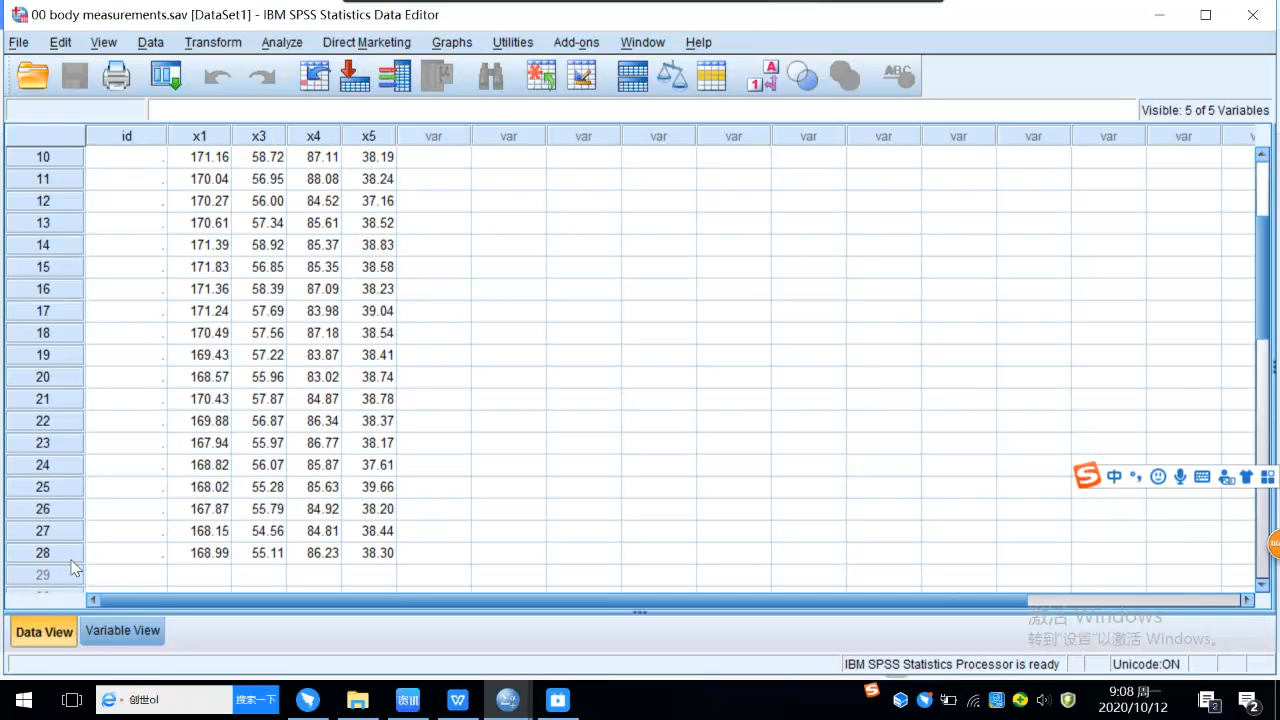 00 body measurements.sav [DataSet1] - IBM SPSS Statistics Data Editor
File Edit View Data Transform Analyze Direct Marketing Graphs Utilities Add-ons Window Help
Visible: 5 of 5 Variables
id x1 x3 x4 x5 var var var var var var var var var var var
10 . 171.16 58.72 87.11 38.19
11 . 170.04 56.95 88.08 38.24
12 . 170.27 56.00 84.52 37.16
13 . 170.61 57.34 85.61 38.52
14 . 171.39 58.92 85.37 38.83
15 . 171.83 56.85 85.35 38.58
16 . 171.36 58.39 87.09 38.23
17 . 171.24 57.69 83.98 39.04
18 . 170.49 57.56 87.18 38.54
19 . 169.43 57.22 83.87 38.41
20 . 168.57 55.96 83.02 38.74
21 . 170.43 57.87 84.87 38.78
22 . 169.88 56.87 86.34 38.37
23 . 167.94 55.97 86.77 38.17
24 . 168.82 56.07 85.87 37.61
25 . 168.02 55.28 85.63 39.66
26 . 167.87 55.79 84.92 38.20
27 . 168.15 54.56 84.81 38.44
28 . 168.99 55.11 86.23 38.30
29
中
激活 Windows
转到"设置"以激活 Windows。
Data View Variable View
IBM SPSS Statistics Processor is ready Unicode:ON
创世ol 搜索一下
资圳
9:08 周一
2020/10/12
2
2